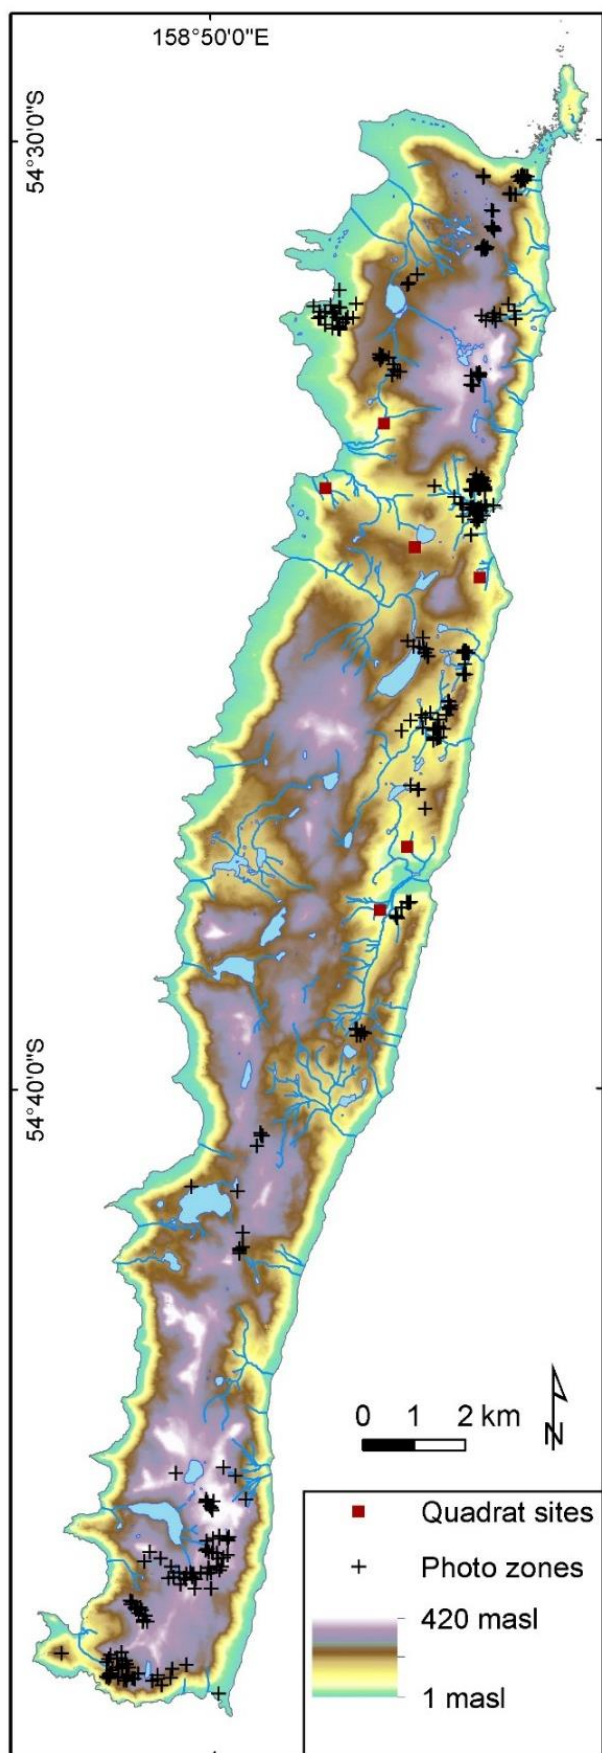 158°50'0"E
54°30'0"S
54°40'0"S
0 1 2 km
N
Quadrat sites
Photo zones
420 masl
1 masl